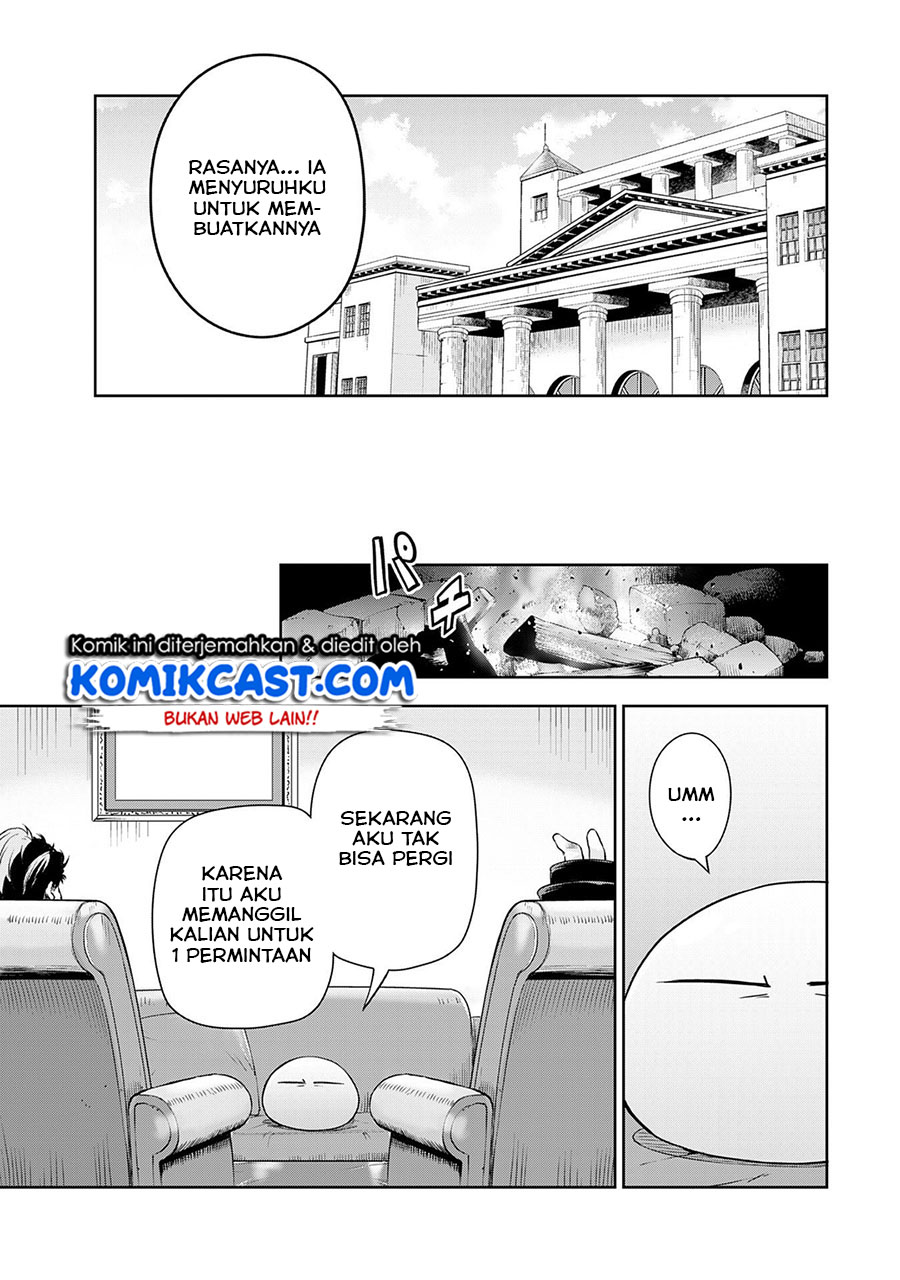 RASANYA... IA
MENYURUHKU
UNTUK MEM-
BUATKANNYA
パ
チ
Komik ini diterjemahkan & diedit oleh
KOMIKCAST.COM
BUKAN WEB LAIN!!
UMM
...
SEKARANG
AKU TAK
BISA PERGI
KARENA
ITU AKU
MEMANGGIL
KALIAN UNTUK
1 PERMINTAAN